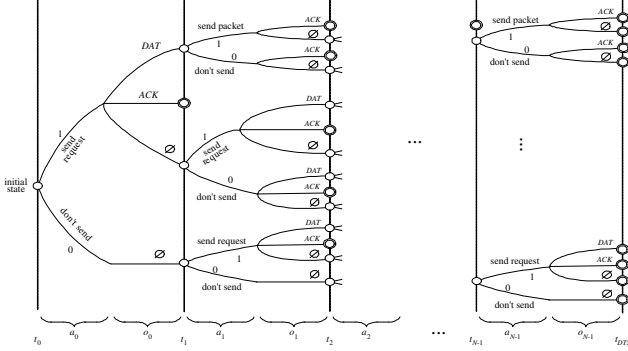 send packet
ACK
1
Ø
DAT
0
ACK
don't send
Ø
ACK
1
send
request
Ø
DAT
1
ACK
send
request
Ø
0
DAT
don't send
ACK
Ø
initial
state
don't send
0
Ø
DAT
send request
ACK
1
Ø
0
Ø
don't send
...
...
send packet
ACK
1
Ø
0
ACK
don't send
Ø
DAT
send request
ACK
1
Ø
0
Ø
don't send
t0 a0 o0 t1 a1 o1 t2 a2 ... tN-1 aN-1 oN-1